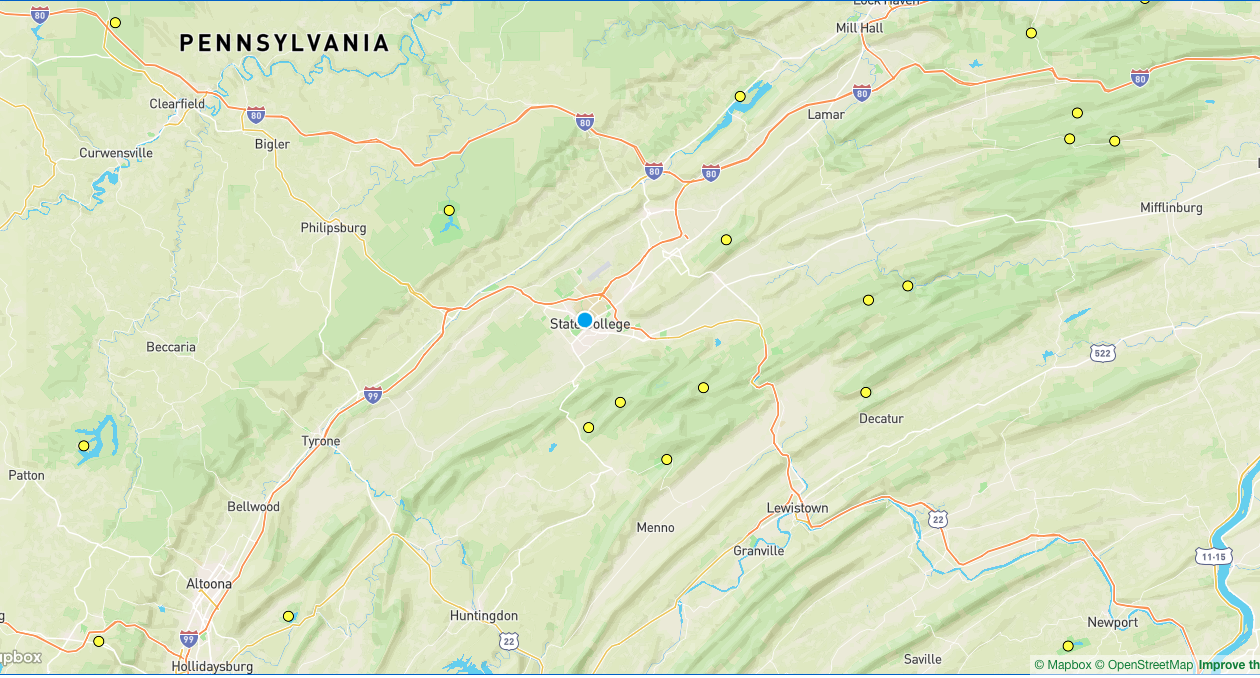 Lock Haven
80
PENNSYLVANIA
Mill Hall
80
80
Clearfield
80
Lamar
80
Bigler
Curwensville
80
80
Mifflinburg
Philipsburg
State College
Beccaria
522
99
Decatur
Tyrone
Patton
Bellwood
Lewistown
22
Menno
Granville
11-15
Altoona
Huntingdon
Newport
99
22
Saville
Hollidaysburg
© Mapbox © OpenStreetMap Improve th